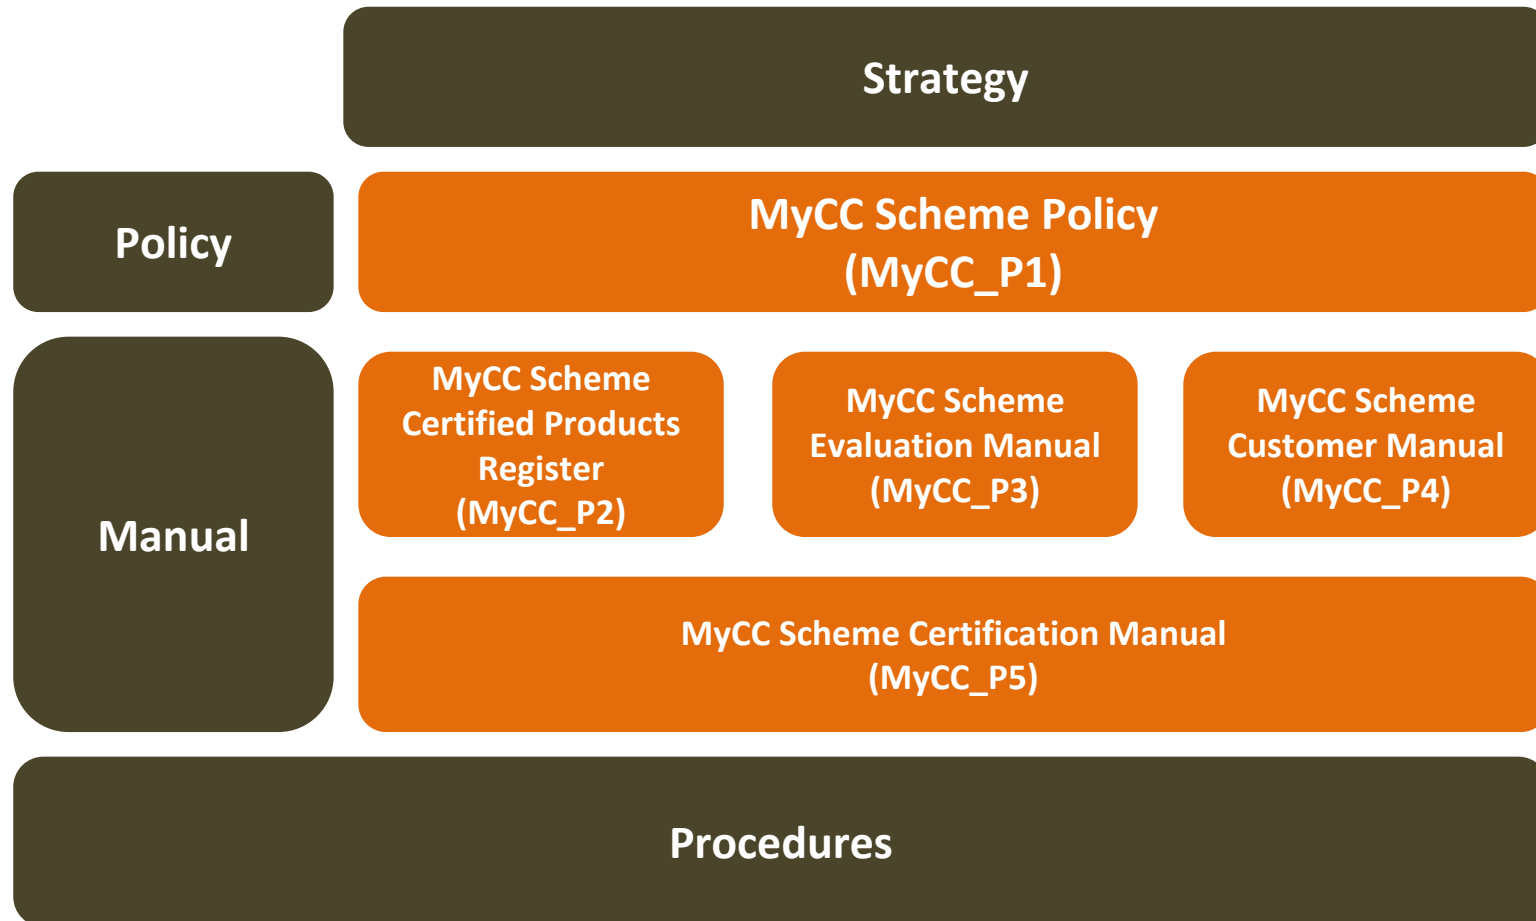 Strategy
Policy
MyCC Scheme Policy
(MyCC_P1)
Manual
MyCC Scheme
Certified Products
Register
(MyCC_P2)
MyCC Scheme
Evaluation Manual
(MyCC_P3)
MyCC Scheme
Customer Manual
(MyCC_P4)
MyCC Scheme Certification Manual
(MyCC_P5)
Procedures